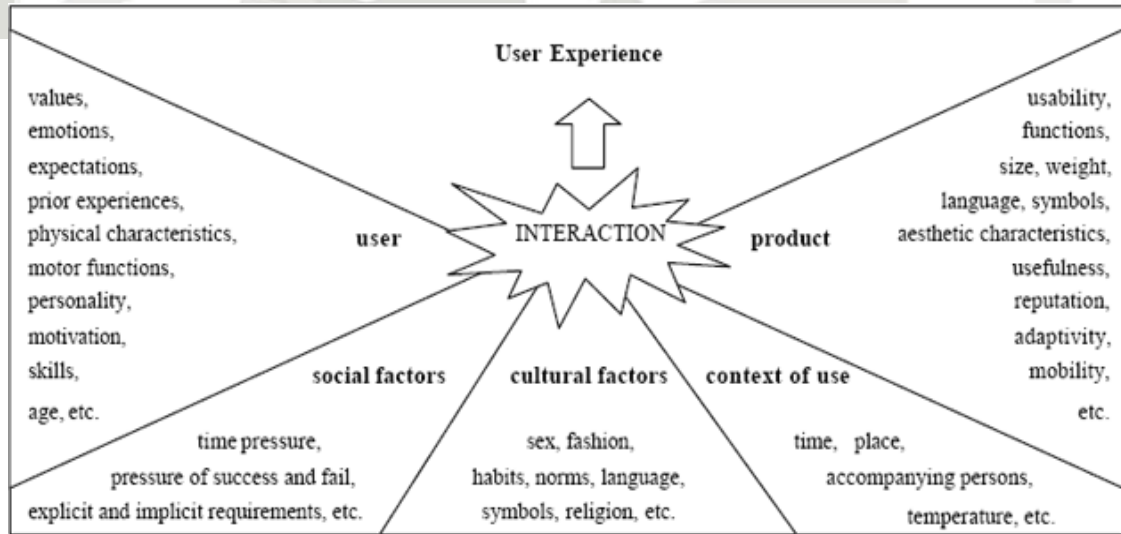 User Experience
values,
emotions,
expectations,
prior experiences,
physical characteristics,
motor functions,
personality,
motivation,
skills,
age, etc.
user
INTERACTION
product
usability,
functions,
size, weight,
language, symbols,
aesthetic characteristics,
usefulness,
reputation,
adaptivity,
mobility,
etc.
social factors
time pressure,
pressure of success and fail,
explicit and implicit requirements, etc.
cultural factors
sex, fashion,
habits, norms, language,
symbols, religion, etc.
context of use
time, place,
accompanying persons,
temperature, etc.